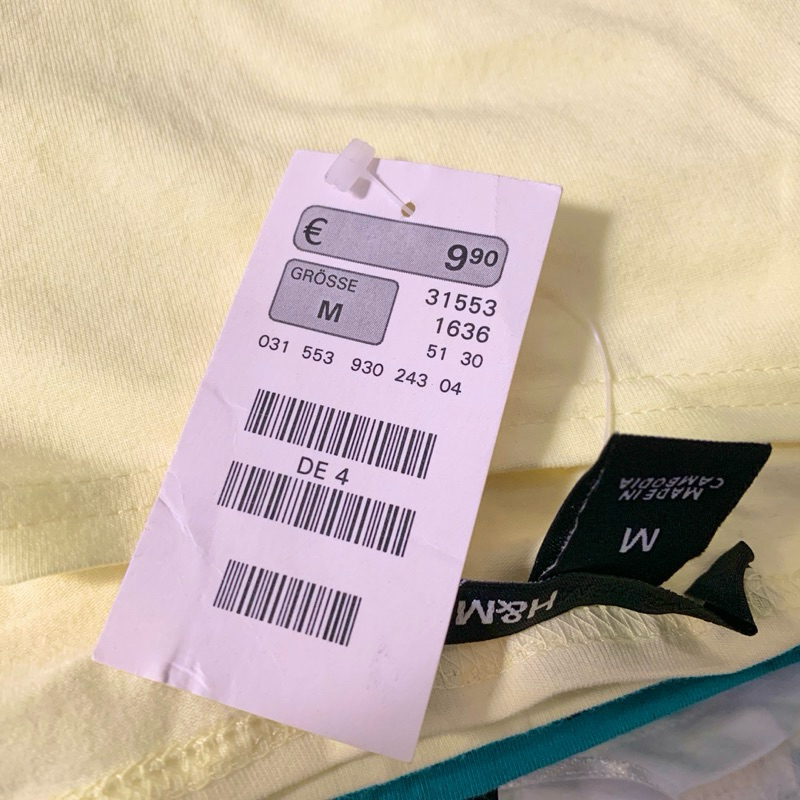 € 9 90
GRÖSSE
M
31553
1636
51 30
031 553 930 243 04
DE 4
MADE IN
CAMBODIA
M
H&M